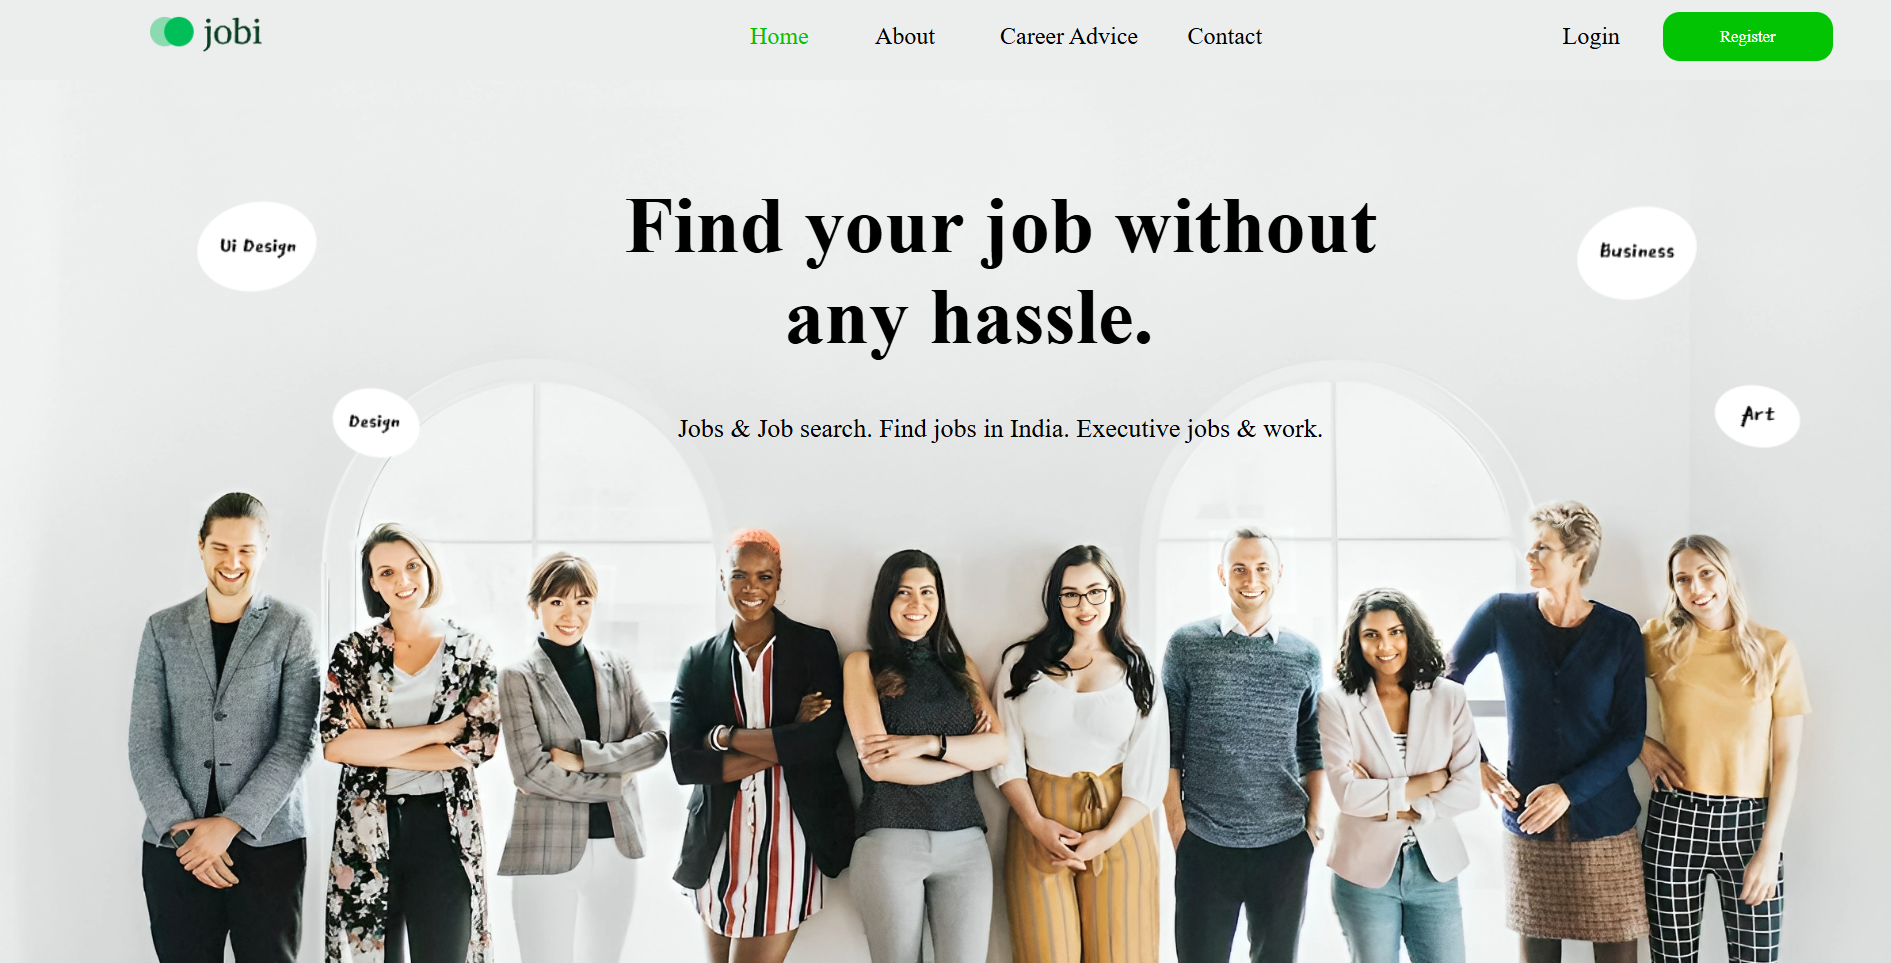 jobi
Home About Career Advice Contact
Login Register
Find your job without
any hassle.
Ui Design
Business
Design
Art
Jobs & Job search. Find jobs in India. Executive jobs & work.